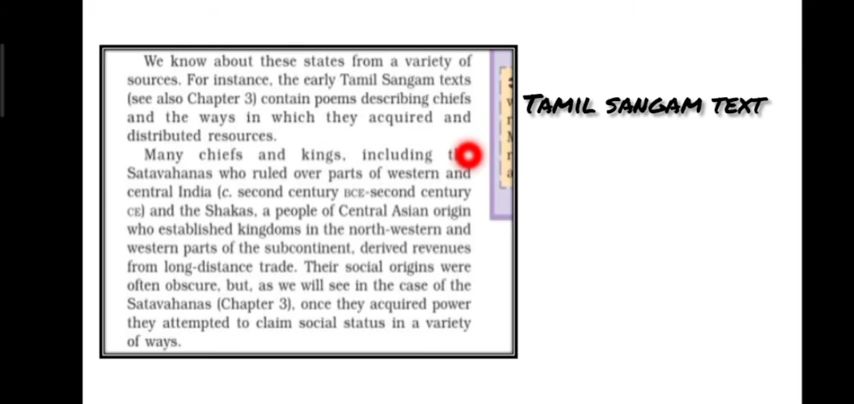 We know about these states from a variety of
sources. For instance, the early Tamil Sangam texts
(see also Chapter 3) contain poems describing chiefs
and the ways in which they acquired and
distributed resources.
Many chiefs and kings, including
Satavahanas who ruled over parts of western and
central India (c. second century BCE-second century
CE) and the Shakas, a people of Central Asian origin
who established kingdoms in the north-western and
western parts of the subcontinent, derived revenues
from long-distance trade. Their social origins were
often obscure, but, as we will see in the case of the
Satavahanas (Chapter 3), once they acquired power
they attempted to claim social status in a variety
of ways.
TAMIL SANGAM TEXT